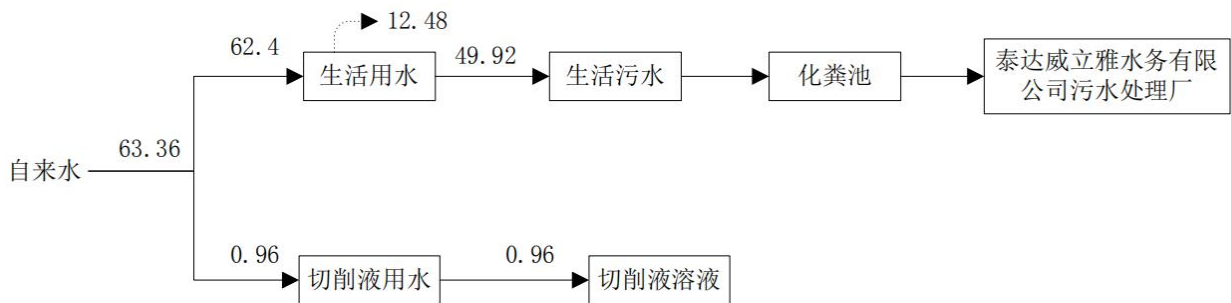 12.48
62.4
生活用水
49.92
生活污水
化粪池
泰达威立雅水务有限
公司污水处理厂
自来水
63.36
0.96
切削液用水
0.96
切削液溶液